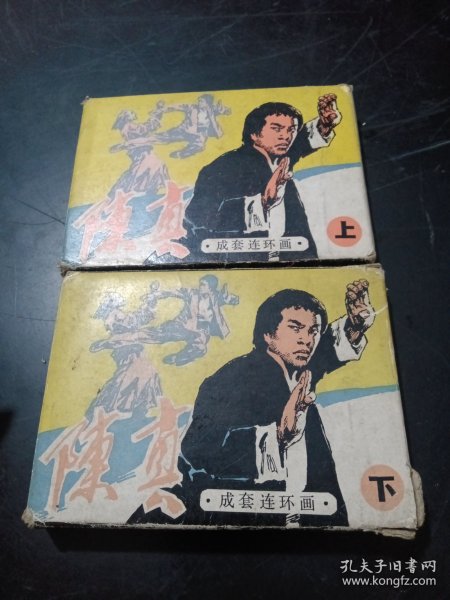 陳真
·成套连环画·
上
陳真
·成套连环画·
下
孔夫子旧书网
www.kongfz.com